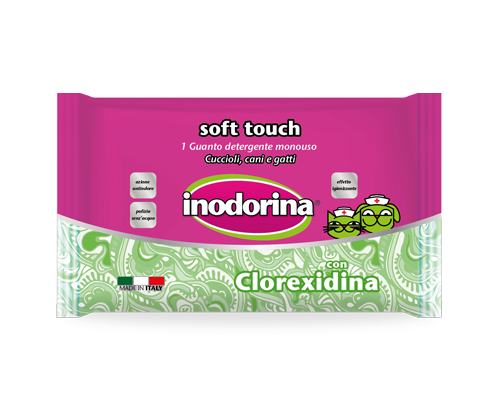 soft touch
1 Guanto detergente monouso
Cuccioli, cani e gatti
azione
antiodore
effetto
igienizzante
pulizia
senz'acqua
inodorina®
con
Clorexidina
MADE IN ITALY